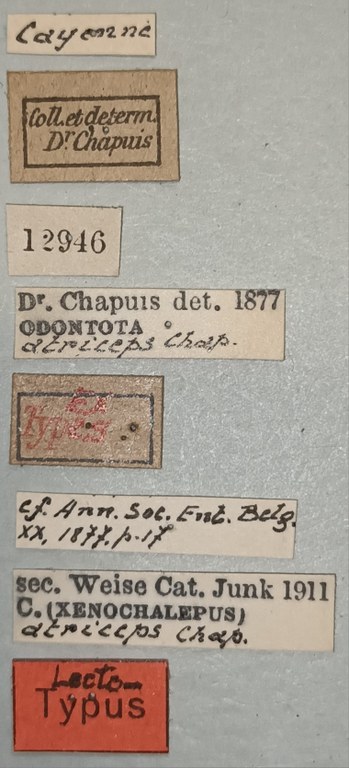 Cayenne
Coll. et determ.
Dr Chapuis
12946
Dr. Chapuis det. 1877
ODONTOTA
atriceps Chap.
Ex
Typis
cf. Ann. Soc. Ent. Belg.
XX, 1877. p. 17
sec. Weise Cat. Junk 1911
C. (XENOCHALEPUS)
atriceps Chap.
Lecto-
Typus